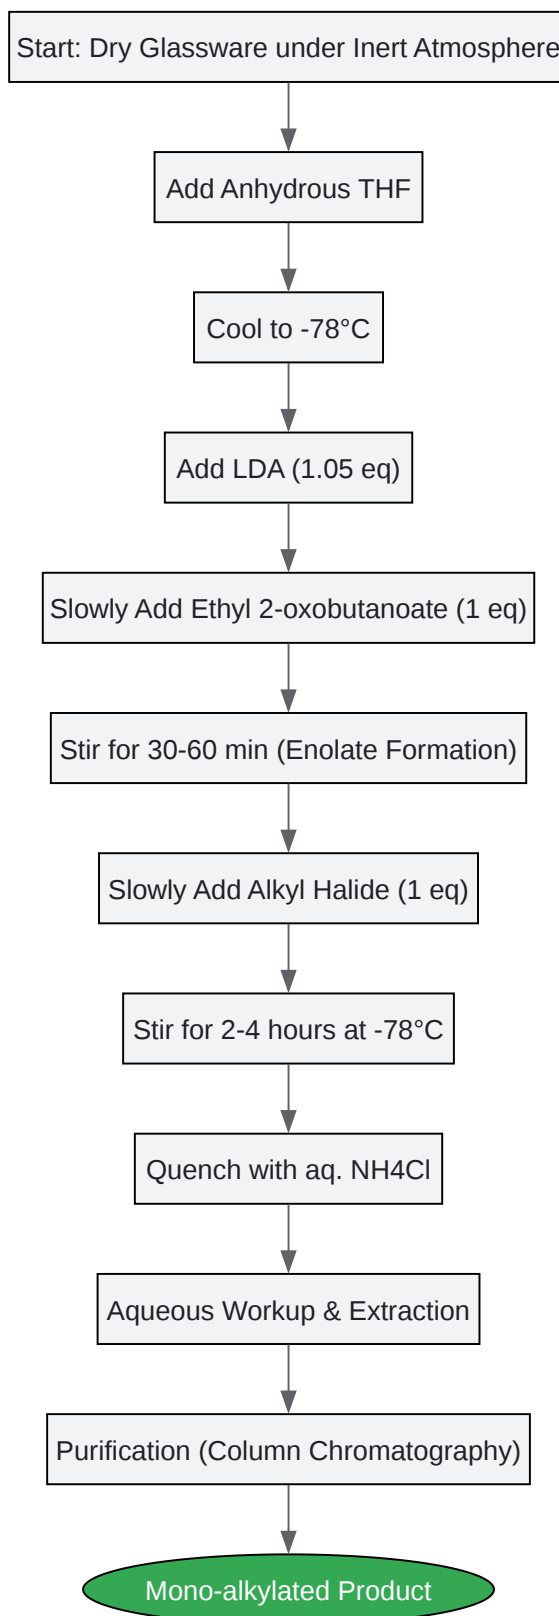 Start: Dry Glassware under Inert Atmosphere
Add Anhydrous THF
Cool to -78°C
Add LDA (1.05 eq)
Slowly Add Ethyl 2-oxobutanoate (1 eq)
Stir for 30-60 min (Enolate Formation)
Slowly Add Alkyl Halide (1 eq)
Stir for 2-4 hours at -78°C
Quench with aq. NH4Cl
Aqueous Workup & Extraction
Purification (Column Chromatography)
Mono-alkylated Product